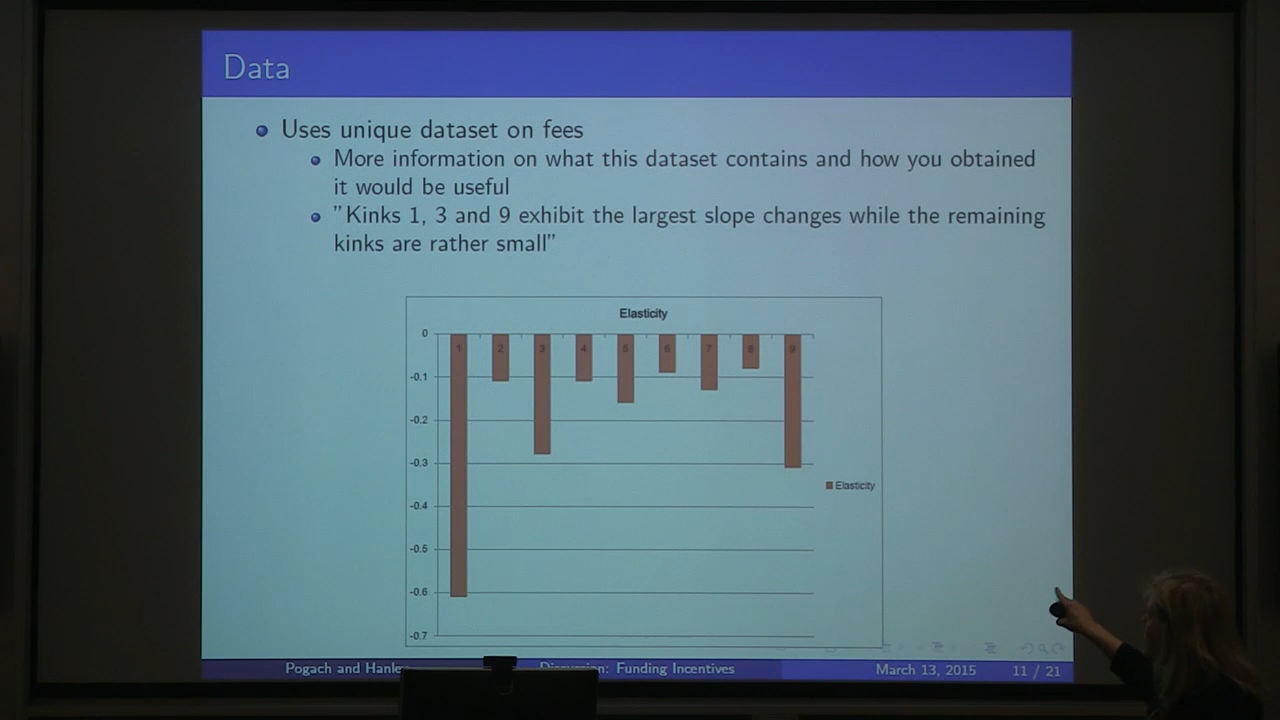 Data
Uses unique dataset on fees
More information on what this dataset contains and how you obtained
it would be useful
"Kinks 1, 3 and 9 exhibit the largest slope changes while the remaining
kinks are rather small"
Elasticity
0
1 2 3 4 5 6 7 8 9
-0.1
-0.2
-0.3
-0.4
-0.5
-0.6
-0.7
Elasticity
Pogach and Hanley Discussion: Funding Incentives March 13, 2015 11 / 21